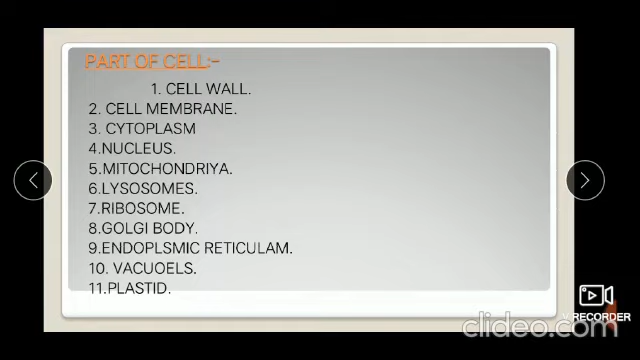 PART OF CELL:-
1. CELL WALL.
2. CELL MEMBRANE.
3. CYTOPLASM
4.NUCLEUS.
5.MITOCHONDRIYA.
6.LYSOSOMES.
7.RIBOSOME.
8.GOLGI BODY.
9.ENDOPLSMIC RETICULAM.
10. VACUOELS.
11.PLASTID.
V RECORDER
clideo.com